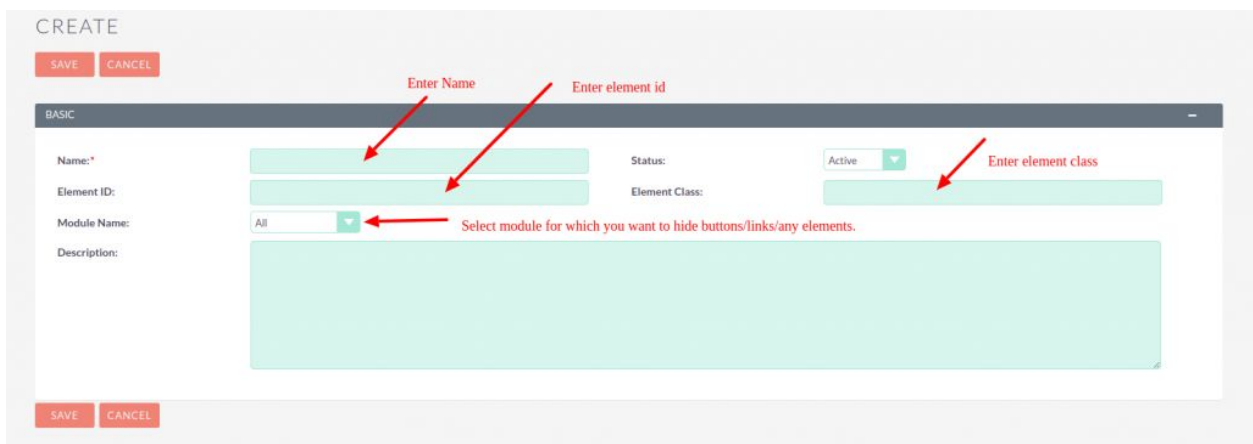 CREATE
SAVE CANCEL
Enter Name
Enter element id
BASIC
Name:*
Status: Active
Enter element class
Element ID:
Element Class:
Module Name: All
Select module for which you want to hide buttons/links/any elements.
Description:
SAVE CANCEL